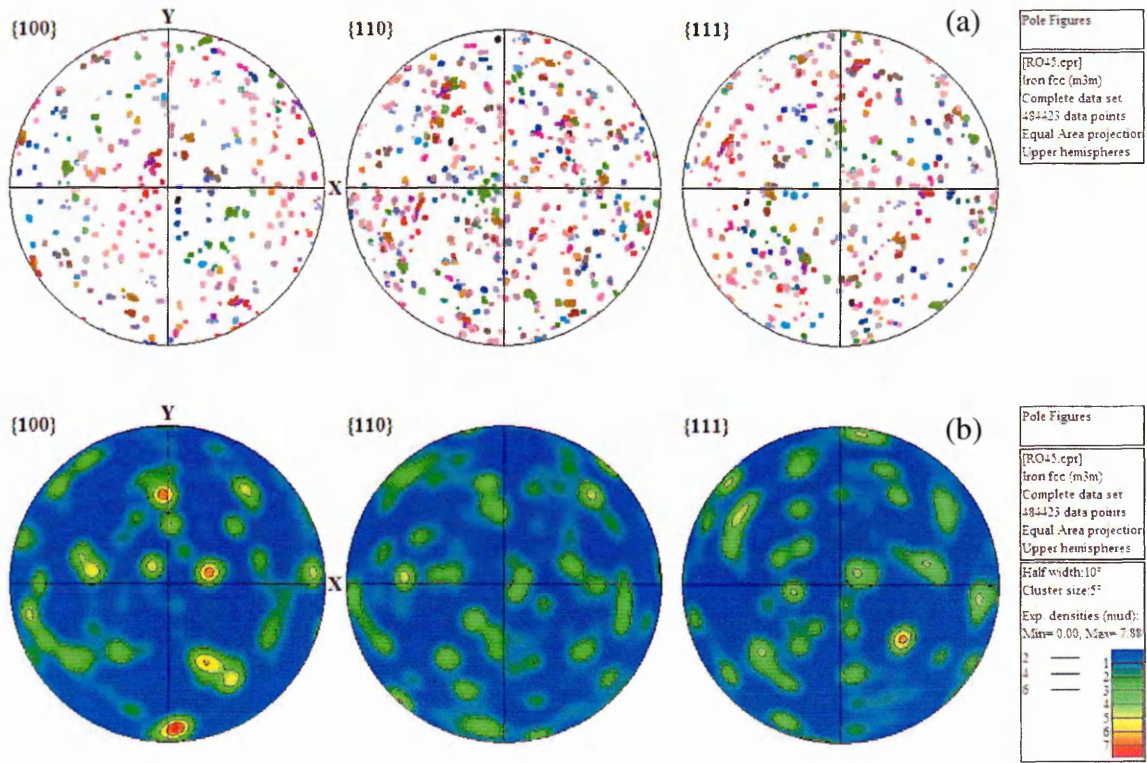 {100}
Y
{110}
{111}
(a)
X
Pole Figures
[RO45.cpr]
Iron fcc (m3m)
Complete data set
484423 data points
Equal Area projection
Upper hemispheres
{100}
Y
{110}
{111}
(b)
X
Pole Figures
[RO45.cpr]
Iron fcc (m3m)
Complete data set
484423 data points
Equal Area projection
Upper hemispheres
Half width:10°
Cluster size:5°
Exp. densities (mud):
Min= 0.00, Max= 7.88
2
4
6
1
2
3
4
5
6
7